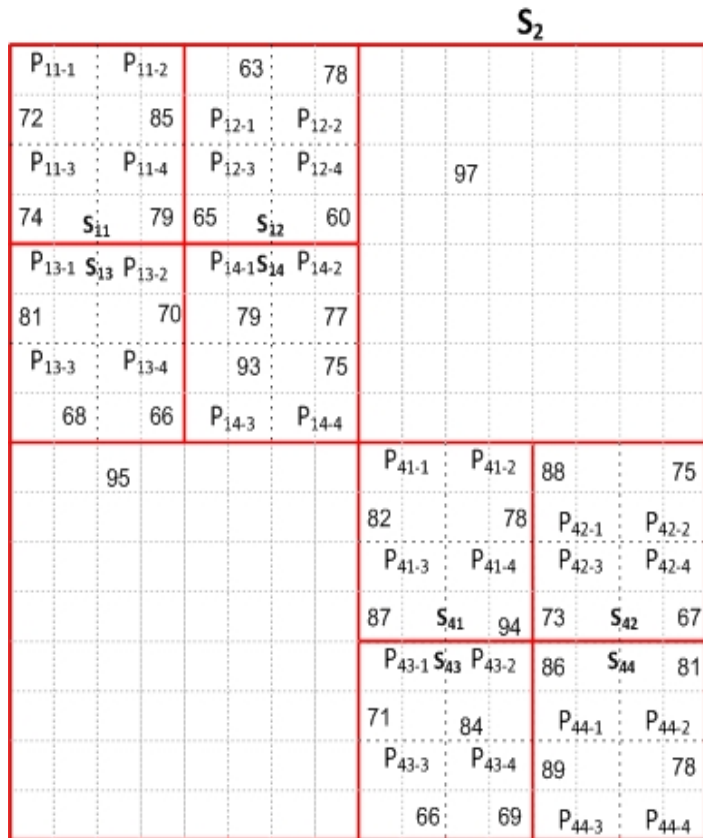 S2
P11-1 P11-2 63 78
72 85 P12-1 P12-2
P11-3 P11-4 P12-3 P12-4 97
74 S11 79 65 S12 60
P13-1 S13 P13-2 P14-1 S14 P14-2
81 70 79 77
P13-3 P13-4 93 75
68 66 P14-3 P14-4
95 P41-1 P41-2 88 75
82 78 P42-1 P42-2
P41-3 P41-4 P42-3 P42-4
87 S41 94 73 S42 67
P43-1 S43 P43-2 86 S44 81
71 84 P44-1 P44-2
P43-3 P43-4 89 78
66 69 P44-3 P44-4